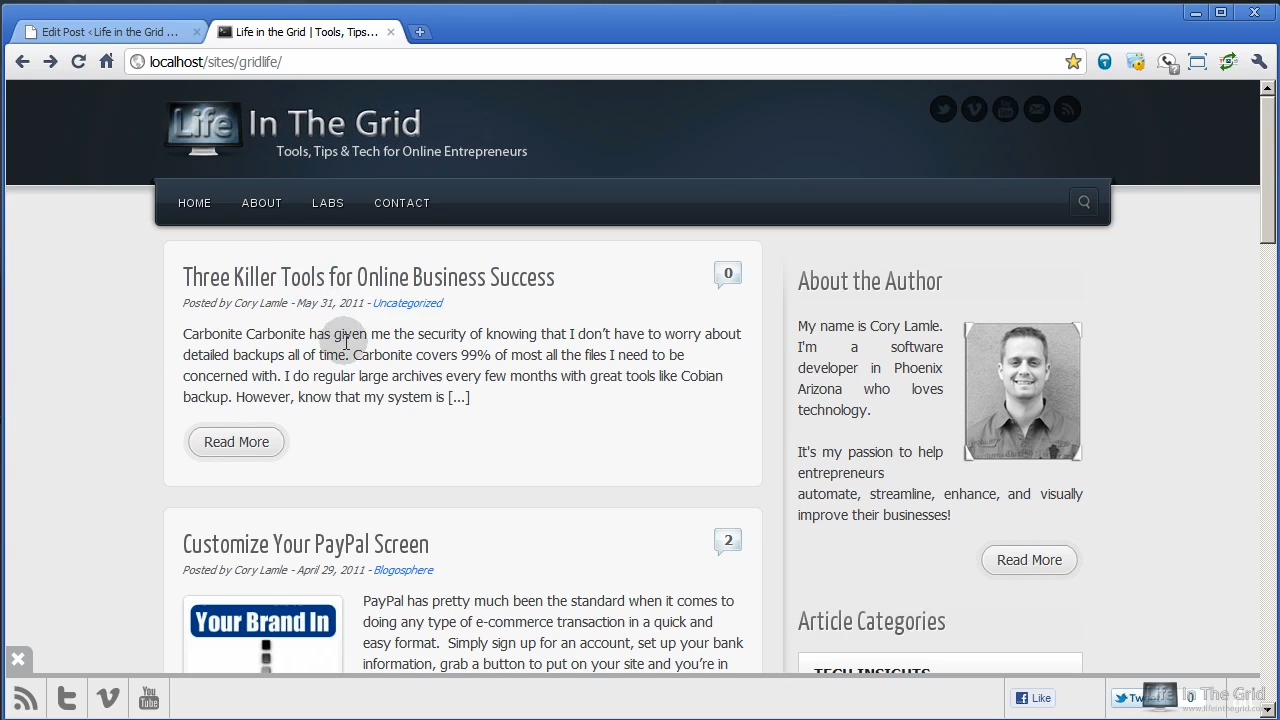 Edit Post ‹ Life in the Grid ...
Life in the Grid | Tools, Tips...
localhost/sites/gridlife/
Life In The Grid
Tools, Tips & Tech for Online Entrepreneurs
HOME ABOUT LABS CONTACT
Three Killer Tools for Online Business Success
0
Posted by Cory Lamle - May 31, 2011 - Uncategorized
Carbonite Carbonite has given me the security of knowing that I don't have to worry about
detailed backups all of time. Carbonite covers 99% of most all the files I need to be
concerned with. I do regular large archives every few months with great tools like Cobian
backup. However, know that my system is [...]
Read More
Customize Your PayPal Screen
2
Posted by Cory Lamle - April 29, 2011 - Blogosphere
Your Brand In
PayPal has pretty much been the standard when it comes to
doing any type of e-commerce transaction in a quick and
easy format. Simply sign up for an account, set up your bank
information, grab a button to put on your site and you're in
About the Author
My name is Cory Lamle.
I'm a software
developer in Phoenix
Arizona who loves
technology.
It's my passion to help
entrepreneurs
automate, streamline, enhance, and visually
improve their businesses!
Read More
Article Categories
TECH INSIGHTS
You
Tube
Like
0
Life In The Grid